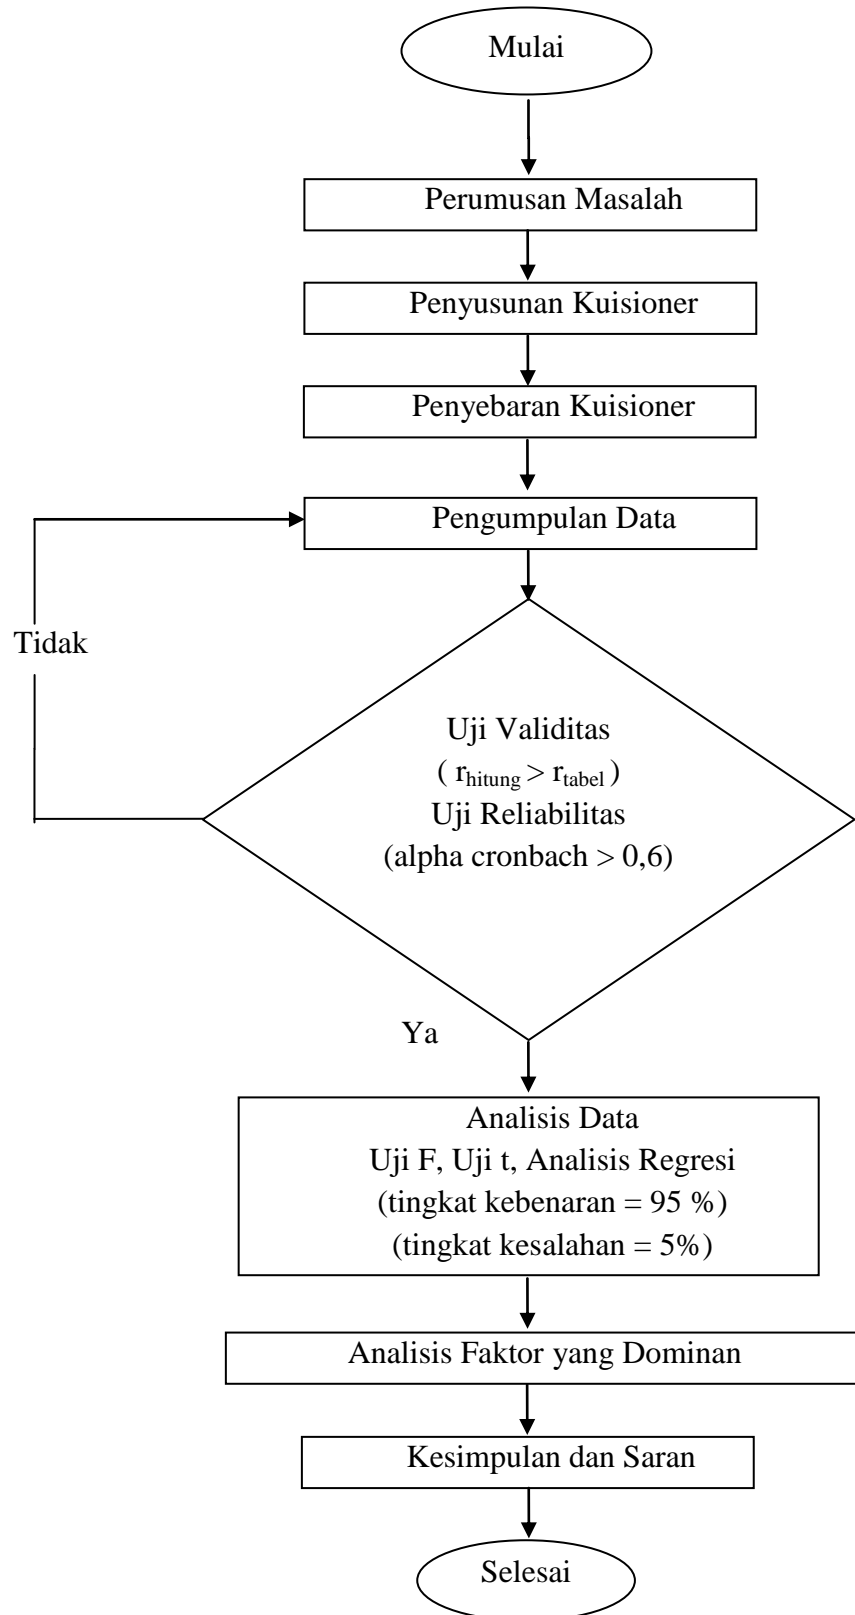 Mulai
Perumusan Masalah
Penyusunan Kuisioner
Penyebaran Kuisioner
Pengumpulan Data
Tidak
Uji Validitas
( rhitung > rtabel )
Uji Reliabilitas
(alpha cronbach > 0,6)
Ya
Analisis Data
Uji F, Uji t, Analisis Regresi
(tingkat kebenaran = 95 %)
(tingkat kesalahan = 5%)
Analisis Faktor yang Dominan
Kesimpulan dan Saran
Selesai